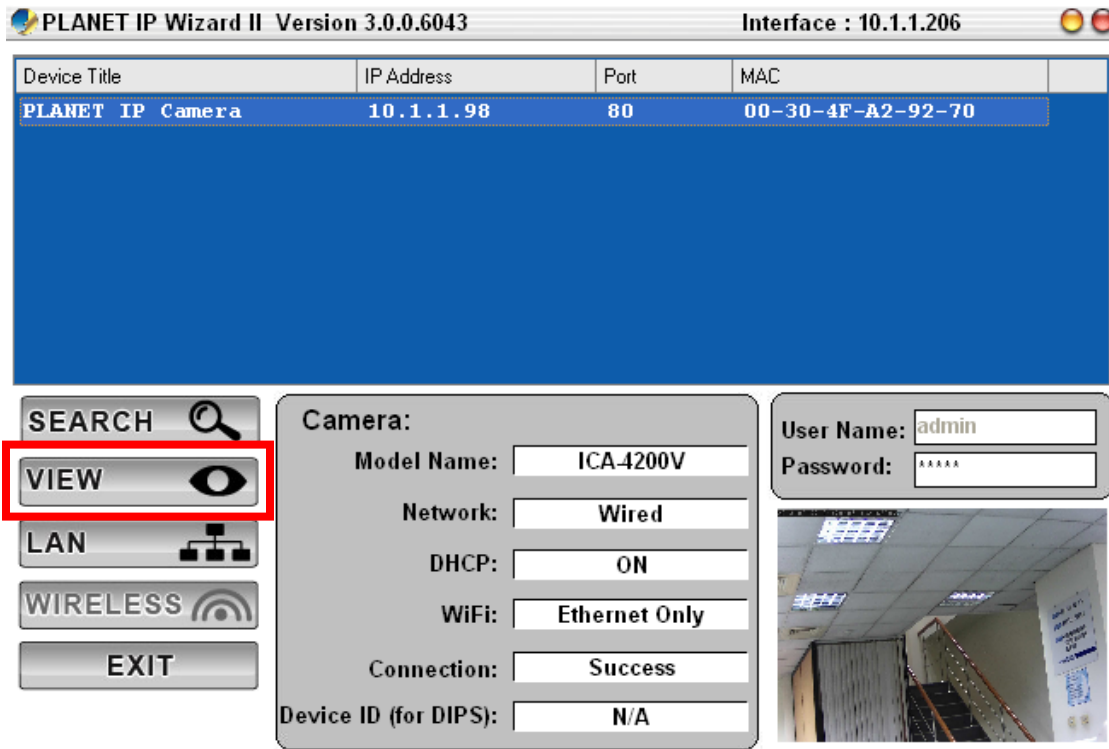 PLANET IP Wizard II Version 3.0.0.6043 Interface : 10.1.1.206
Device Title IP Address Port MAC
PLANET IP Camera 10.1.1.98 80 00-30-4F-A2-92-70
SEARCH
VIEW
LAN
WIRELESS
EXIT
Camera:
Model Name: ICA-4200V
Network: Wired
DHCP: ON
WiFi: Ethernet Only
Connection: Success
Device ID (for DIPS): N/A
User Name: admin
Password: *****